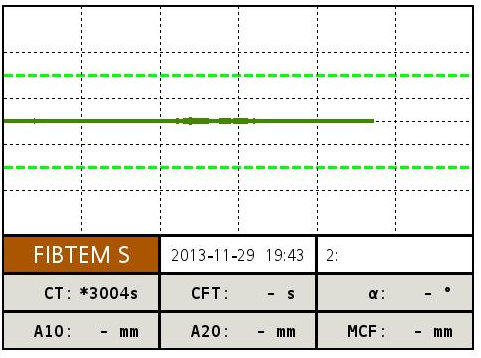 FIBTEM S 2013-11-29 19:43 2:
CT: *3004s CFT: - s α: - °
A10: - mm A20: - mm MCF: - mm